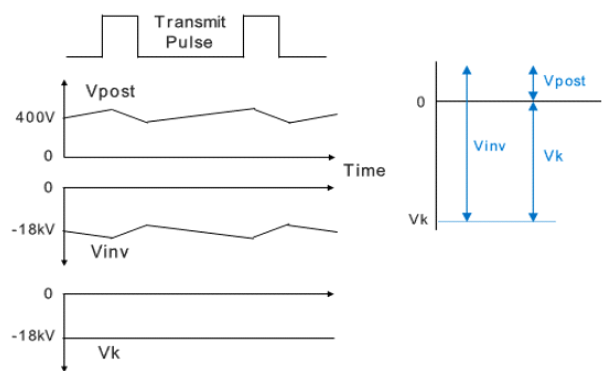 Transmit
Pulse
Vpost
400V
0
Time
0
-18kV
Vinv
0
-18kV
Vk
0
Vpost
Vinv
Vk
Vk